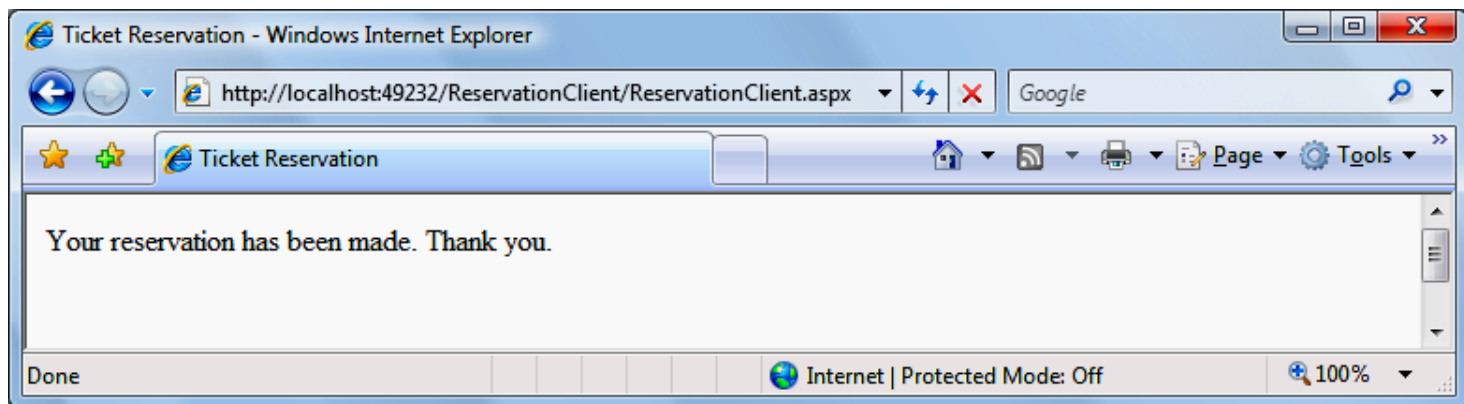 Ticket Reservation - Windows Internet Explorer
http://localhost:49232/ReservationClient/ReservationClient.aspx Google
Ticket Reservation Page Tools »
Your reservation has been made. Thank you.
Done Internet | Protected Mode: Off 100%